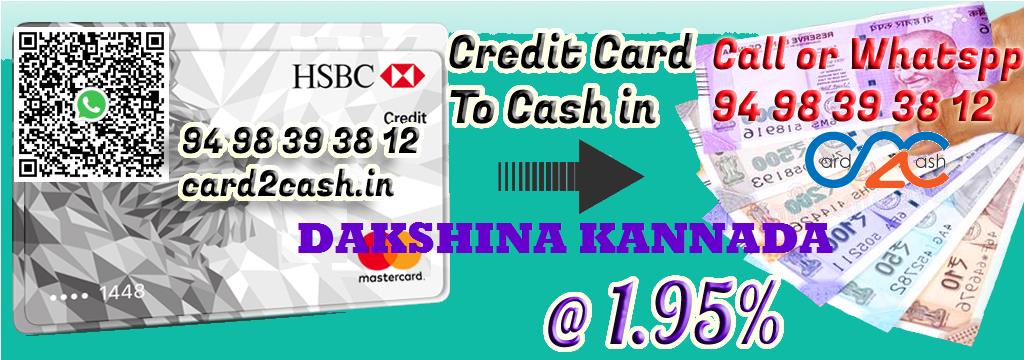 HSBC
Credit
94 98 39 38 12
card2cash.in
mastercard.
.... 1448
Credit Card
To Cash in
DAKSHINA KANNADA
@ 1.95%
Call or Whatspp
94 98 39 38 12
Card 2 Cash